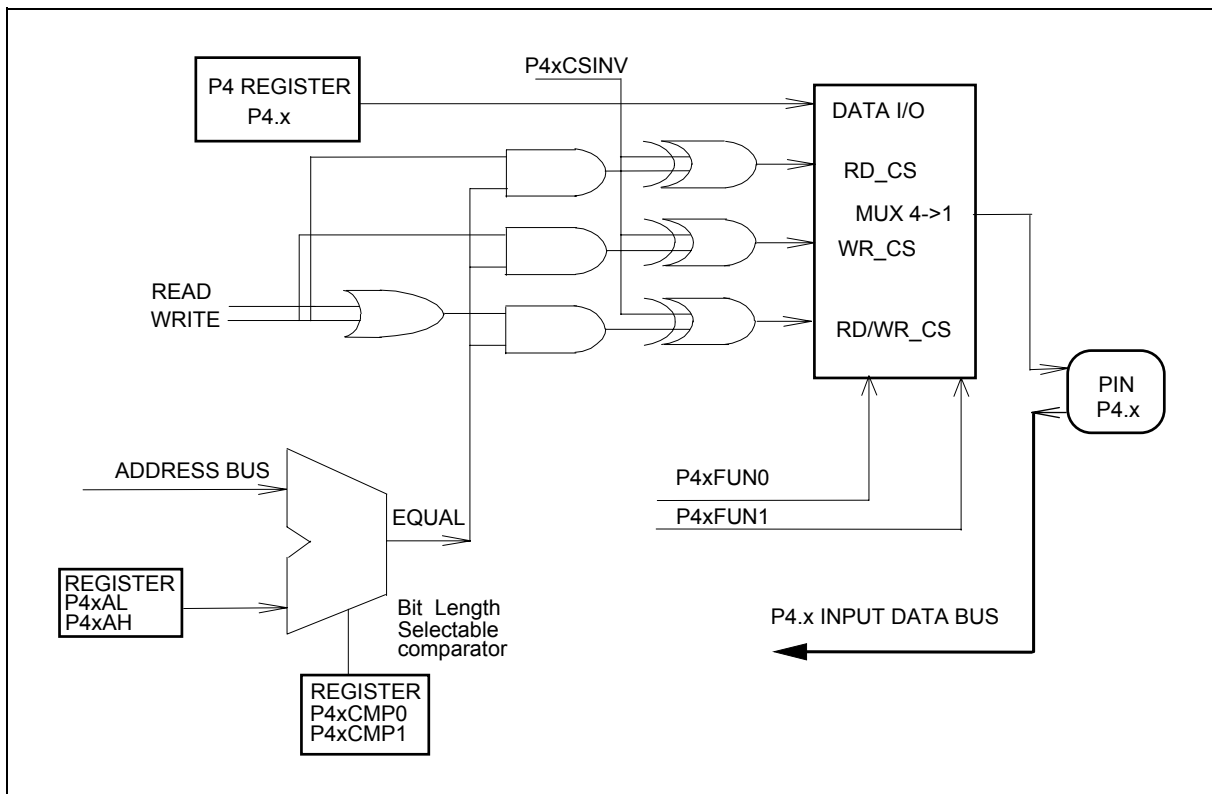 P4xCSINV
P4 REGISTER
P4.x
DATA I/O
RD_CS
MUX 4->1
WR_CS
READ
WRITE
RD/WR_CS
PIN
P4.x
ADDRESS BUS
P4xFUN0
EQUAL
P4xFUN1
REGISTER
P4xAL
P4xAH
Bit Length
Selectable
comparator
P4.x INPUT DATA BUS
REGISTER
P4xCMP0
P4xCMP1